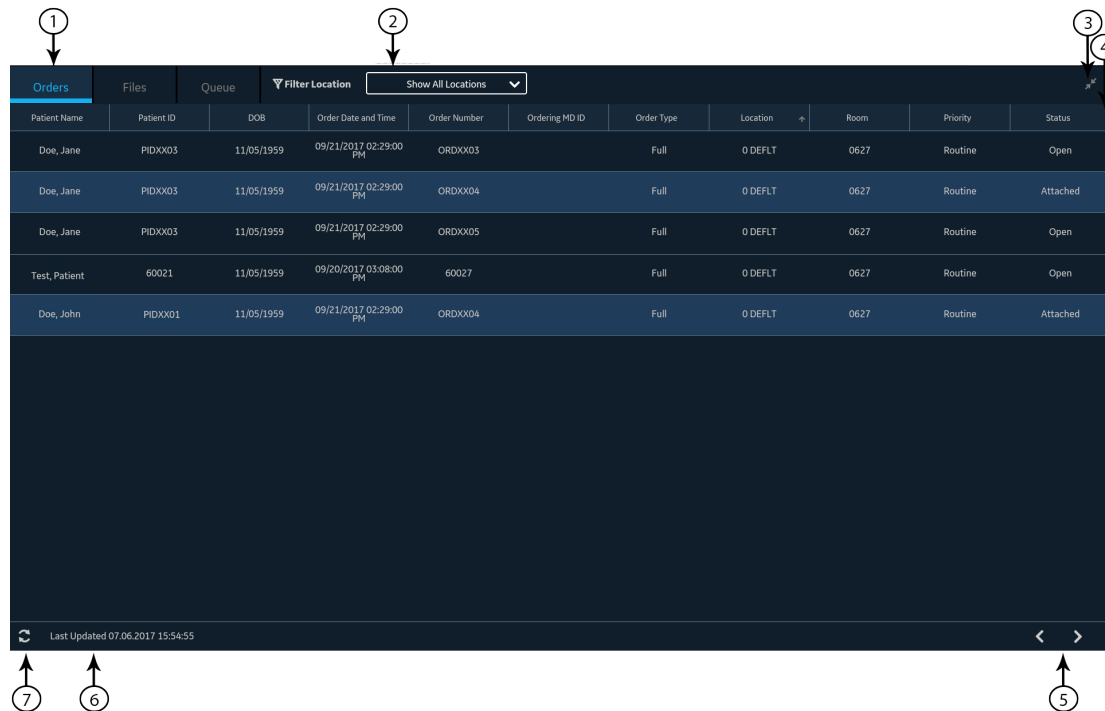 1 2 3 4
Orders Files Queue Filter Location Show All Locations
Patient Name Patient ID DOB Order Date and Time Order Number Ordering MD ID Order Type Location Room Priority Status
Doe, Jane PIDXX03 11/05/1959 09/21/2017 02:29:00 PM ORDXX03 Full 0 DEFLT 0627 Routine Open
Doe, Jane PIDXX03 11/05/1959 09/21/2017 02:29:00 PM ORDXX04 Full 0 DEFLT 0627 Routine Attached
Doe, Jane PIDXX03 11/05/1959 09/21/2017 02:29:00 PM ORDXX05 Full 0 DEFLT 0627 Routine Open
Test, Patient 60021 11/05/1959 09/20/2017 03:08:00 PM 60027 Full 0 DEFLT 0627 Routine Open
Doe, John PIDXX01 11/05/1959 09/21/2017 02:29:00 PM ORDXX04 Full 0 DEFLT 0627 Routine Attached
Last Updated 07.06.2017 15:54:55
7 6 5